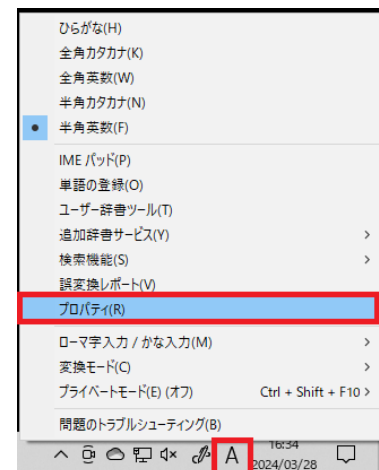 ひらがな(H)
全角カタカナ(K)
全角英数(W)
半角カタカナ(N)
半角英数(F)
IME パッド(P)
単語の登録(O)
ユーザー辞書ツール(T)
追加辞書サービス(Y)
検索機能(S)
誤変換レポート(V)
プロパティ(R)
ローマ字入力 / かな入力(M)
変換モード(C)
プライベートモード(E) (オフ) Ctrl + Shift + F10
問題のトラブルシューティング(B)
A
16:34
2024/03/28